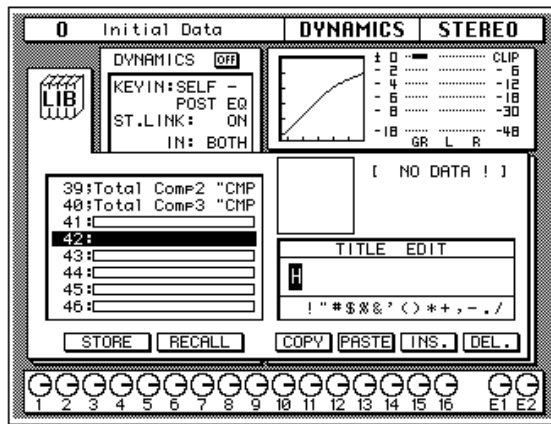 0 Initial Data DYNAMICS STEREO
DYNAMICS OFF
LIB
KEYIN:SELF -
POST EQ
ST.LINK: ON
IN: BOTH
± 0 CLIP
- 2 - 6
- 4 -12
- 6 -18
- 8 -30
-18 -48
GR L R
39:Total Comp2 "CMP
40:Total Comp3 "CMP
41:
42:
43:
44:
45:
46:
[ NO DATA ! ]
TITLE EDIT
H
!"#$%&'()*+,-./
STORE RECALL COPY PASTE INS. DEL.
1 2 3 4 5 6 7 8 9 10 11 12 13 14 15 16 E1 E2